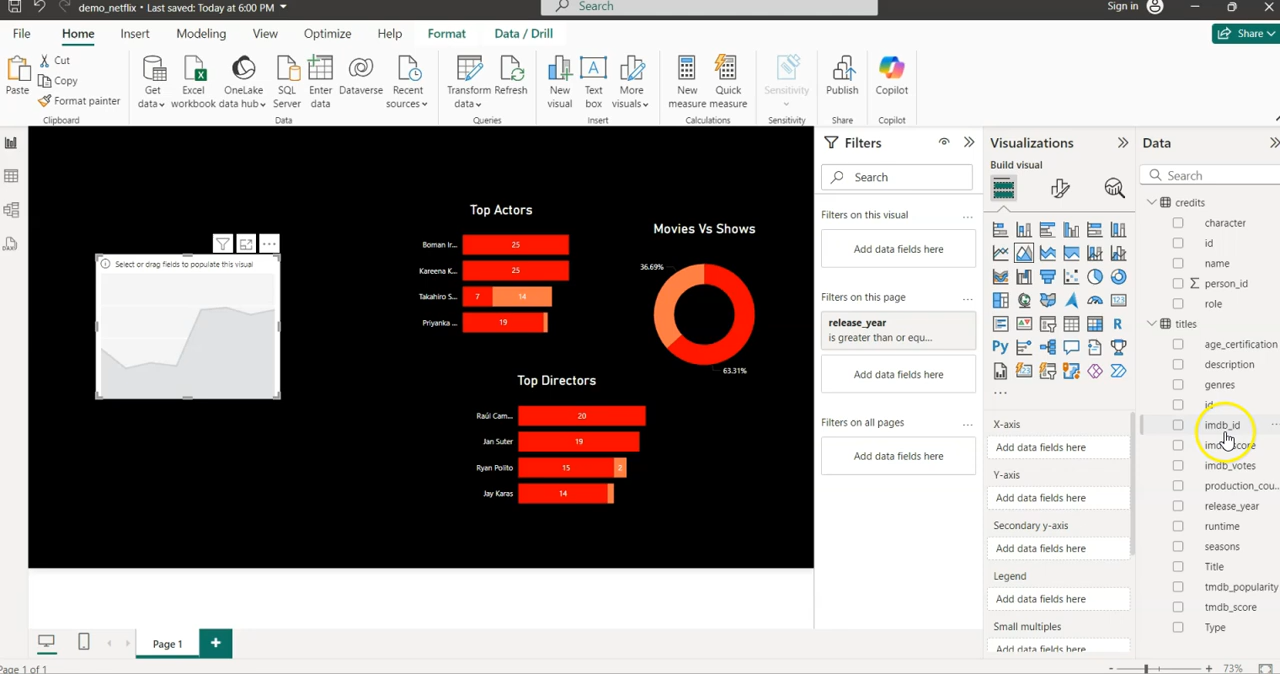 demo_netflix • Last saved: Today at 6:00 PM
Search
Sign in
File
Home
Insert
Modeling
View
Optimize
Help
Format
Data / Drill
Share
Paste
Cut
Copy
Format painter
Clipboard
Get data
Excel workbook
OneLake data hub
SQL Server
Enter data
Dataverse
Recent sources
Data
Transform data
Refresh
Queries
New visual
Text box
More visuals
Insert
New measure
Quick measure
Calculations
Sensitivity
Sensitivity
Publish
Share
Copilot
Copilot
Select or drag fields to populate this visual
Top Actors
Boman Ir... 25
Kareena K... 25
Takahiro S... 7 14
Priyanka ... 19
Movies Vs Shows
36.69%
63.31%
Top Directors
Raúl Cam... 20
Jan Suter 19
Ryan Polito 15 2
Jay Karas 14
Filters
Search
Filters on this visual ...
Add data fields here
Filters on this page ...
release_year
is greater than or equ...
Add data fields here
Filters on all pages ...
Add data fields here
Visualizations
Build visual
R
Py
...
X-axis
Add data fields here
Y-axis
Add data fields here
Secondary y-axis
Add data fields here
Legend
Add data fields here
Small multiples
Add data fields here
Data
Search
credits
character
id
name
person_id
role
titles
age_certification
description
genres
id
imdb_id
imdb_score
imdb_votes
production_cou...
release_year
runtime
seasons
Title
tmdb_popularity
tmdb_score
Type
Page 1
Page 1 of 1
73%